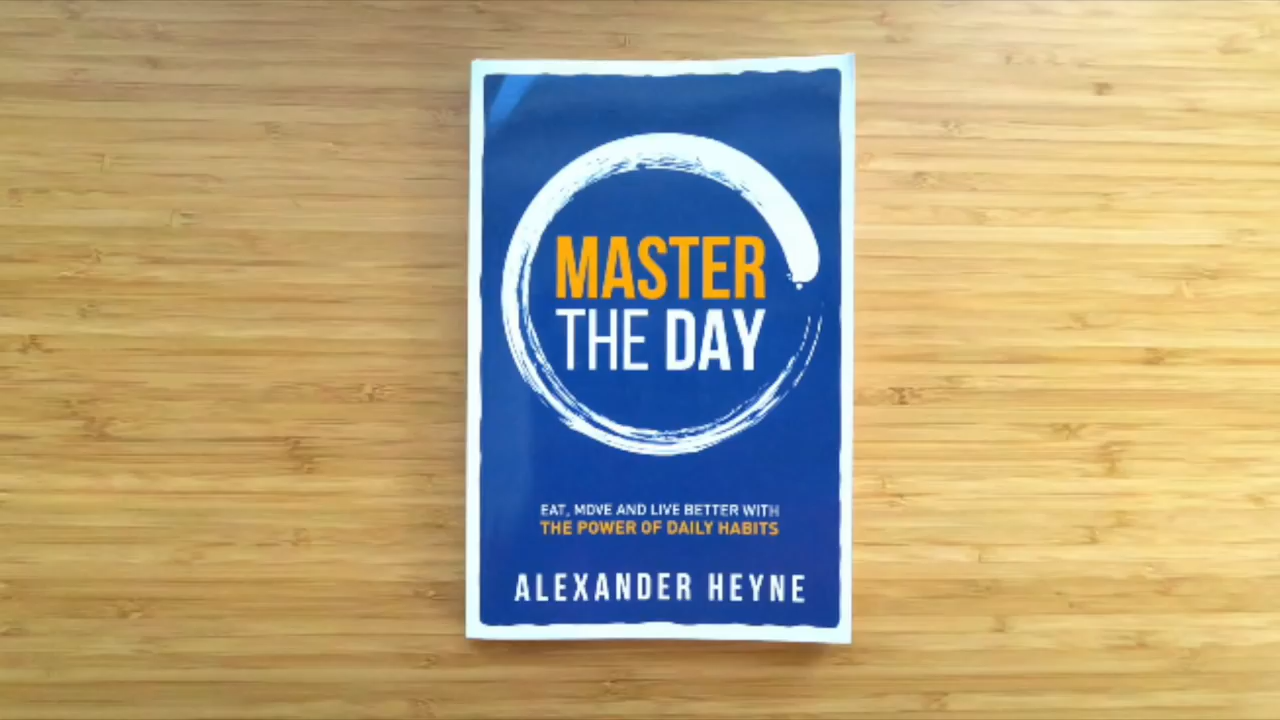 MASTER
THE DAY
EAT, MOVE AND LIVE BETTER WITH
THE POWER OF DAILY HABITS
ALEXANDER HEYNE